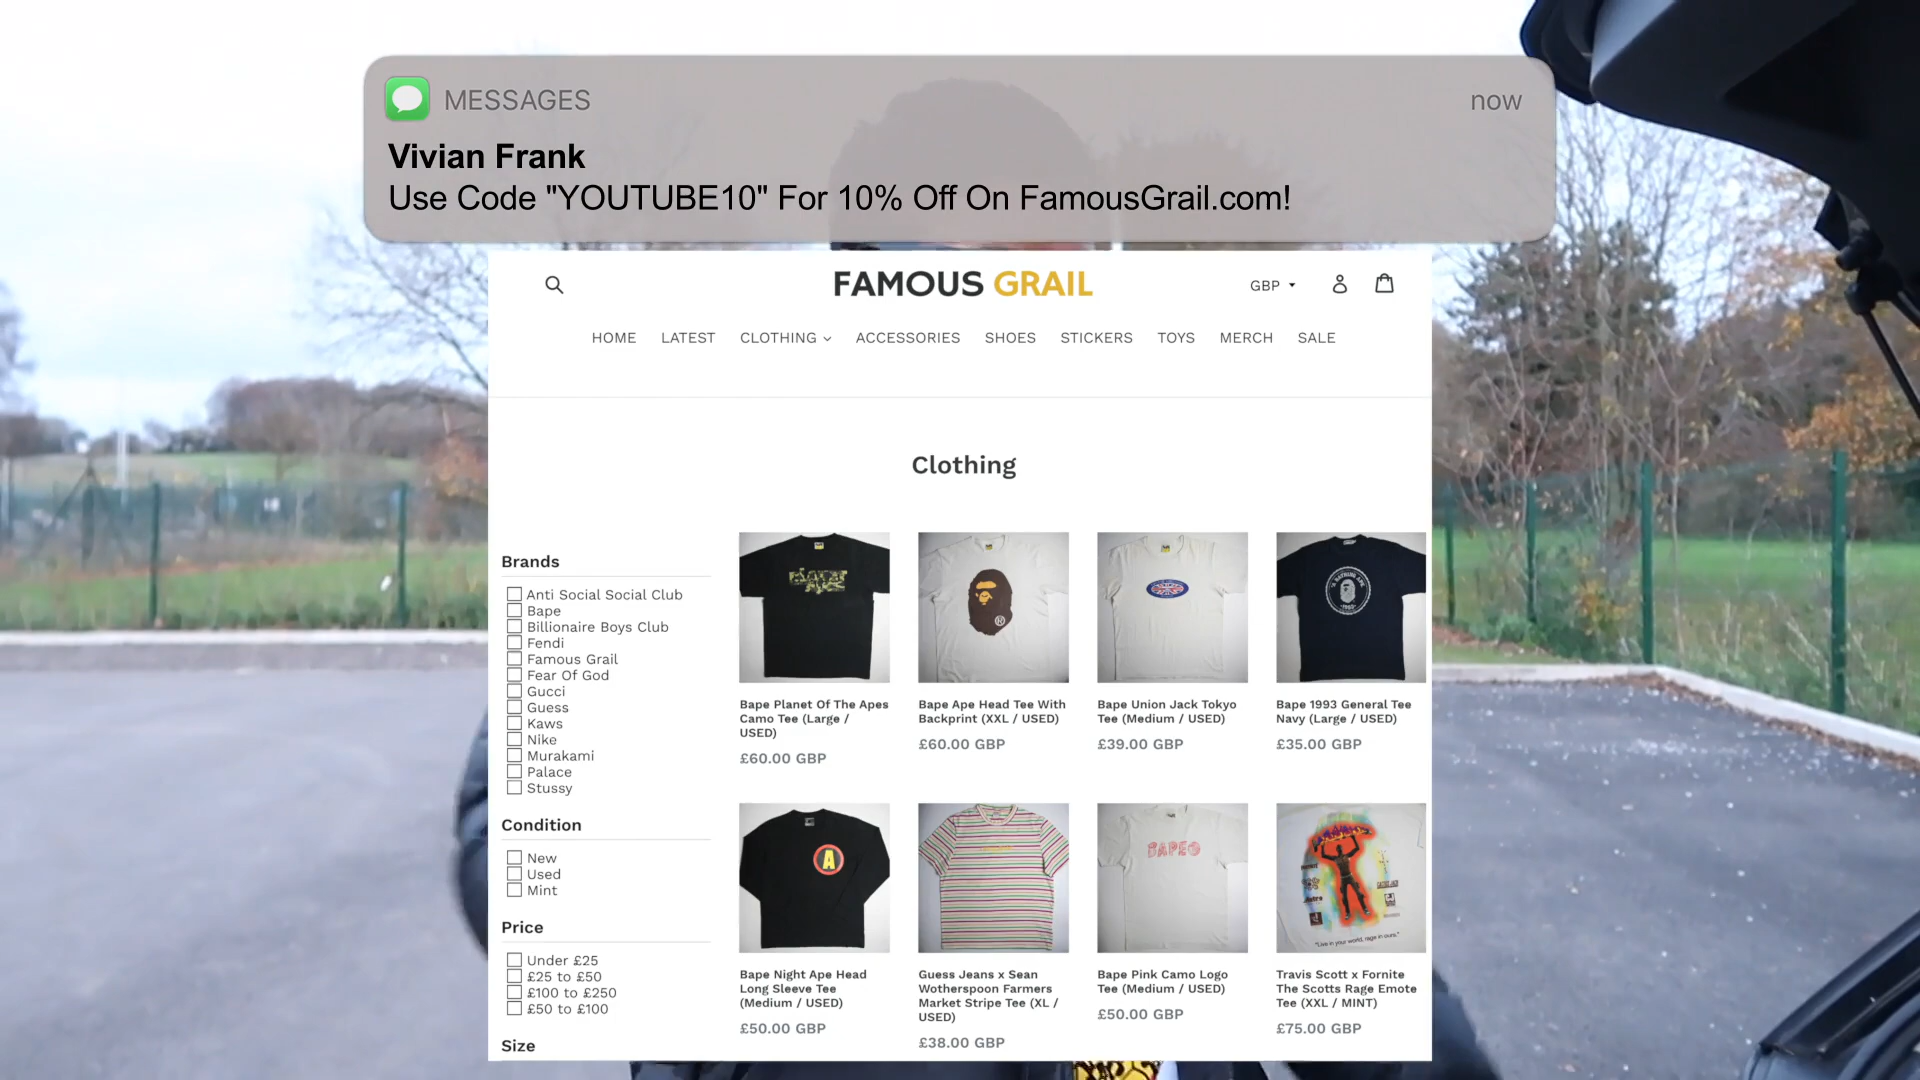 MESSAGES
now
Vivian Frank
Use Code "YOUTUBE10" For 10% Off On FamousGrail.com!
FAMOUS GRAIL
GBP
HOME LATEST CLOTHING ACCESSORIES SHOES STICKERS TOYS MERCH SALE
Clothing
Brands
Anti Social Social Club
Bape
Billionaire Boys Club
Fendi
Famous Grail
Fear Of God
Gucci
Guess
Kaws
Nike
Murakami
Palace
Stussy
Condition
New
Used
Mint
Price
Under £25
£25 to £50
£100 to £250
£50 to £100
Size
Bape Planet Of The Apes
Camo Tee (Large /
USED)
£60.00 GBP
Bape Ape Head Tee With
Backprint (XXL / USED)
£60.00 GBP
Bape Union Jack Tokyo
Tee (Medium / USED)
£39.00 GBP
Bape 1993 General Tee
Navy (Large / USED)
£35.00 GBP
A
BAPE
"Live in your world, rage in ours."
Bape Night Ape Head
Long Sleeve Tee
(Medium / USED)
£50.00 GBP
Guess Jeans x Sean
Wotherspoon Farmers
Market Stripe Tee (XL /
USED)
£38.00 GBP
Bape Pink Camo Logo
Tee (Medium / USED)
£50.00 GBP
Travis Scott x Fornite
The Scotts Rage Emote
Tee (XXL / MINT)
£75.00 GBP